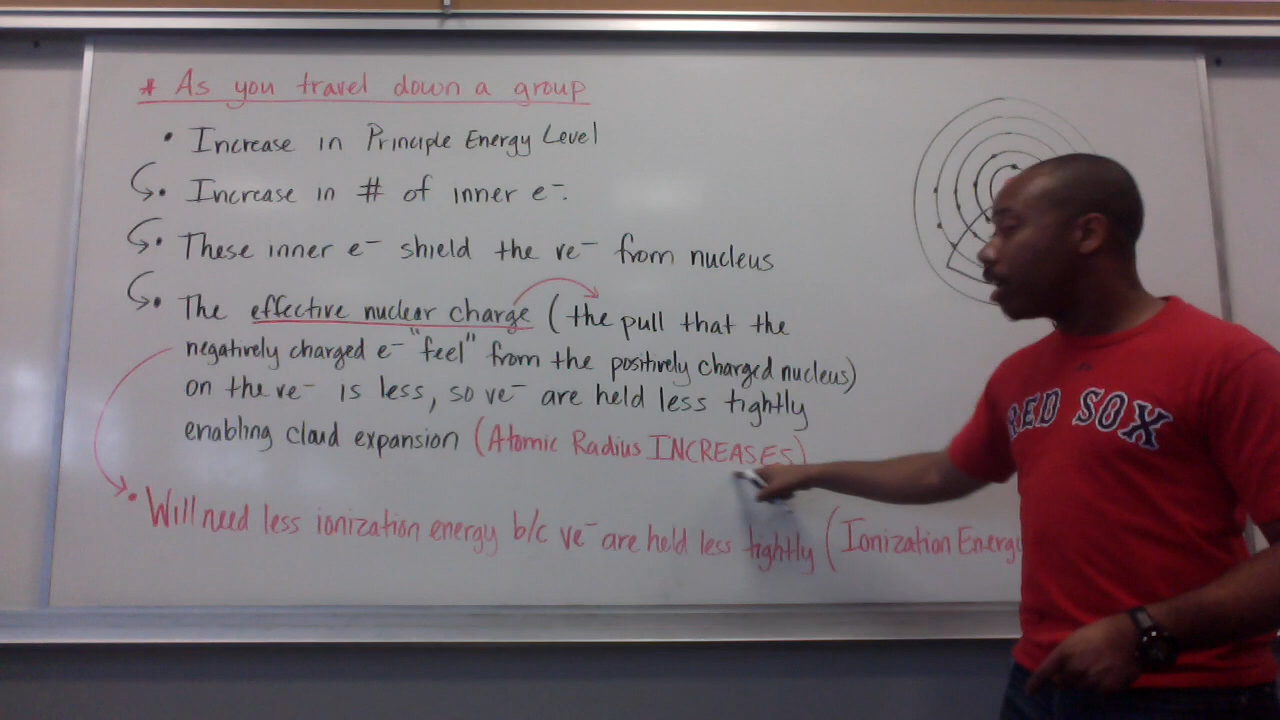 * As you travel down a group
• Increase in Principle Energy Level
• Increase in # of inner e⁻.
• These inner e⁻ shield the ve⁻ from nucleus
• The effective nuclear charge (the pull that the
negatively charged e⁻ "feel" from the positively charged nucleus)
on the ve⁻ is less, so ve⁻ are held less tightly
enabling cloud expansion (Atomic Radius INCREASES)
• Will need less ionization energy b/c ve⁻ are held less tightly (Ionization Energy
RED SOX